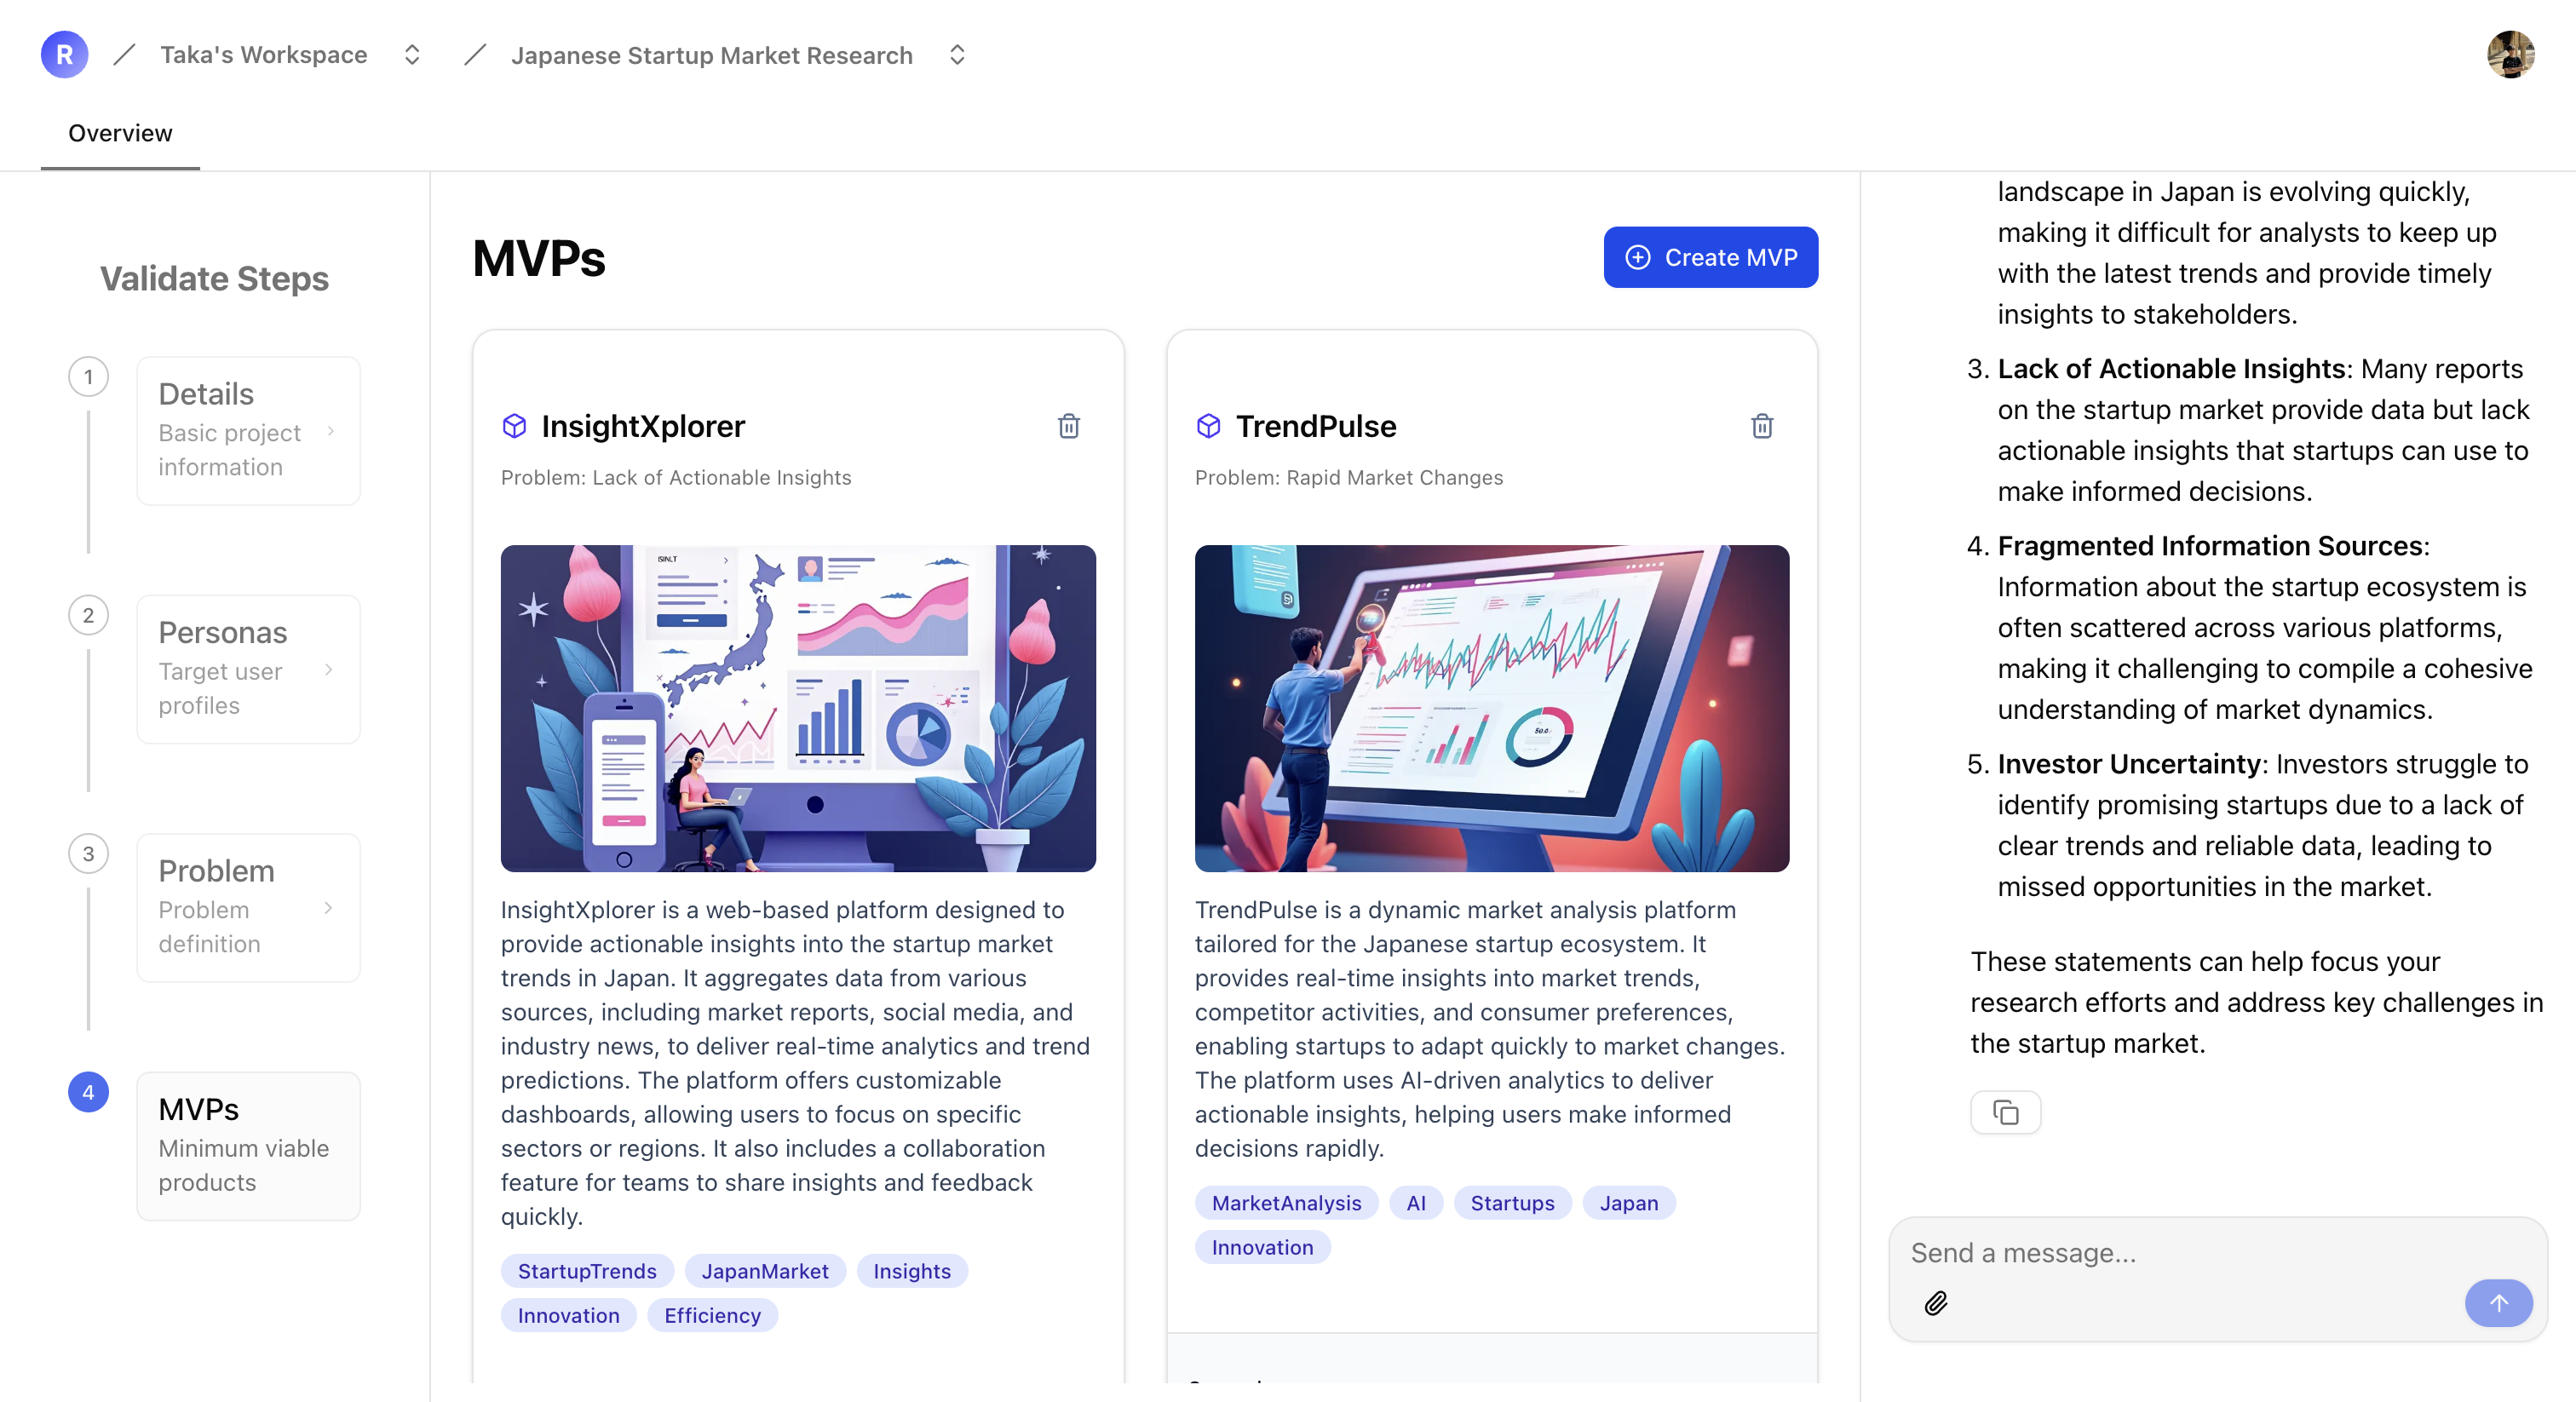 R
Taka's Workspace
Japanese Startup Market Research
Overview
Validate Steps
1
Details
Basic project
information
2
Personas
Target user
profiles
3
Problem
Problem
definition
4
MVPs
Minimum viable
products
MVPs
Create MVP
InsightXplorer
Problem: Lack of Actionable Insights
InsightXplorer is a web-based platform designed to
provide actionable insights into the startup market
trends in Japan. It aggregates data from various
sources, including market reports, social media, and
industry news, to deliver real-time analytics and trend
predictions. The platform offers customizable
dashboards, allowing users to focus on specific
sectors or regions. It also includes a collaboration
feature for teams to share insights and feedback
quickly.
StartupTrends
JapanMarket
Insights
Innovation
Efficiency
TrendPulse
Problem: Rapid Market Changes
TrendPulse is a dynamic market analysis platform
tailored for the Japanese startup ecosystem. It
provides real-time insights into market trends,
competitor activities, and consumer preferences,
enabling startups to adapt quickly to market changes.
The platform uses AI-driven analytics to deliver
actionable insights, helping users make informed
decisions rapidly.
MarketAnalysis
AI
Startups
Japan
Innovation
landscape in Japan is evolving quickly,
making it difficult for analysts to keep up
with the latest trends and provide timely
insights to stakeholders.
3. Lack of Actionable Insights: Many reports
on the startup market provide data but lack
actionable insights that startups can use to
make informed decisions.
4. Fragmented Information Sources:
Information about the startup ecosystem is
often scattered across various platforms,
making it challenging to compile a cohesive
understanding of market dynamics.
5. Investor Uncertainty: Investors struggle to
identify promising startups due to a lack of
clear trends and reliable data, leading to
missed opportunities in the market.
These statements can help focus your
research efforts and address key challenges in
the startup market.
Send a message...